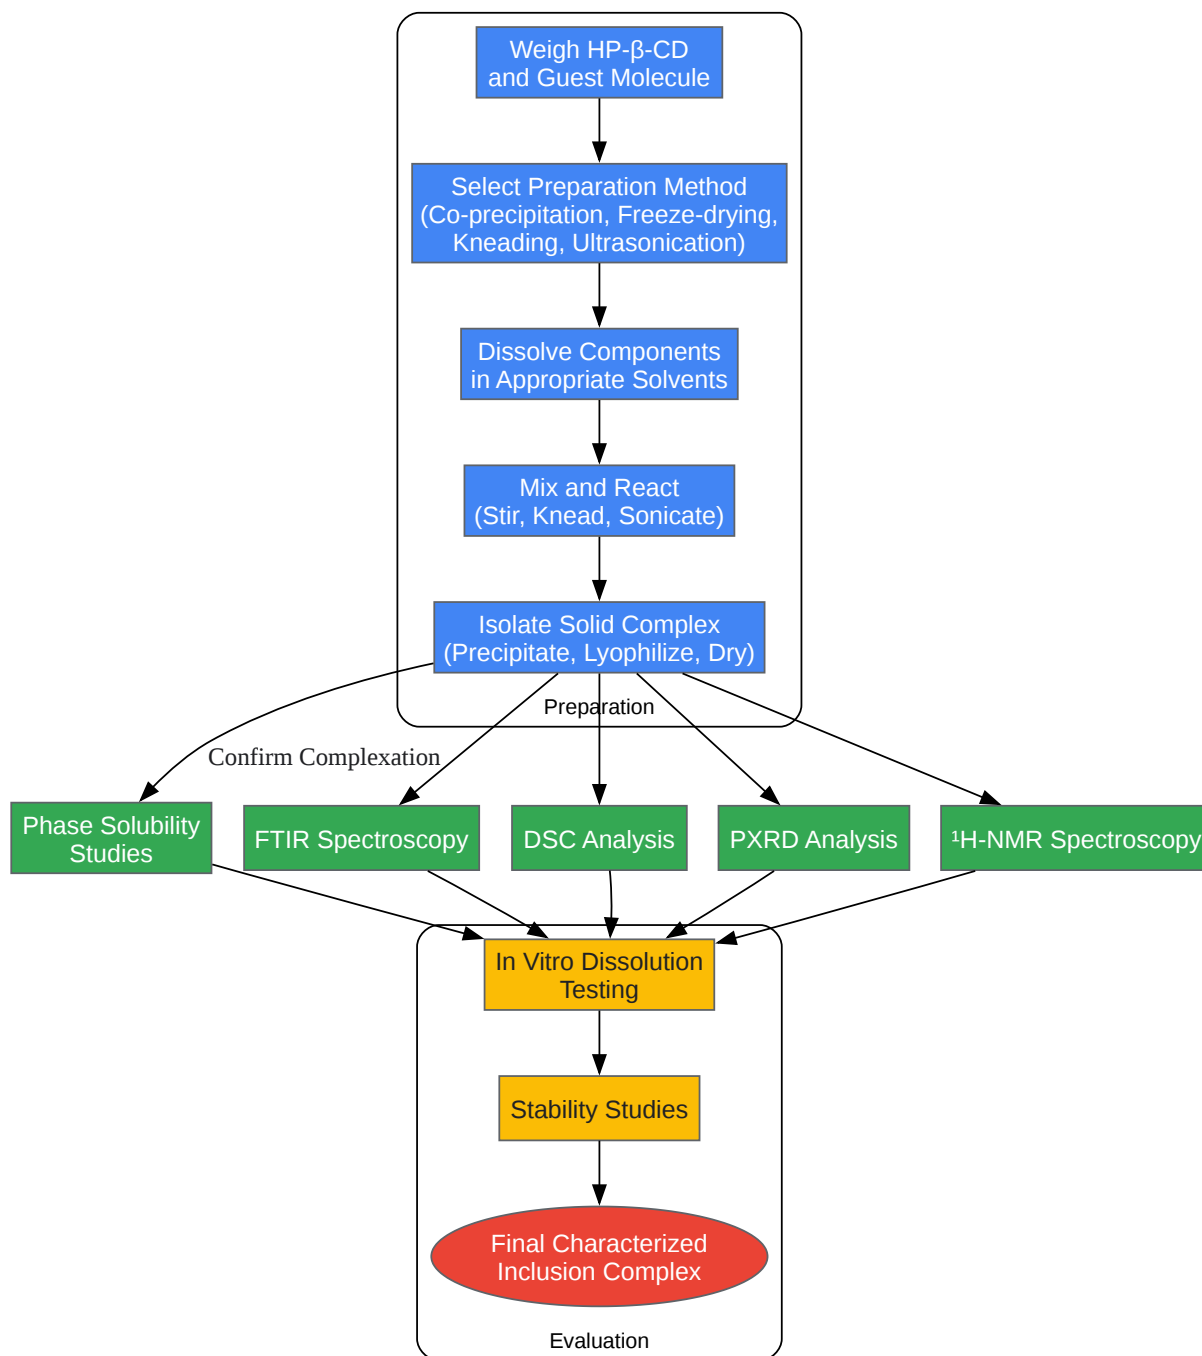 Weigh HP-β-CD
and Guest Molecule
Select Preparation Method
(Co-precipitation, Freeze-drying,
Kneading, Ultrasonication)
Dissolve Components
in Appropriate Solvents
Mix and React
(Stir, Knead, Sonicate)
Isolate Solid Complex
(Precipitate, Lyophilize, Dry)
Preparation
Confirm Complexation
Phase Solubility
Studies
FTIR Spectroscopy
DSC Analysis
PXRD Analysis
¹H-NMR Spectroscopy
In Vitro Dissolution
Testing
Stability Studies
Final Characterized
Inclusion Complex
Evaluation